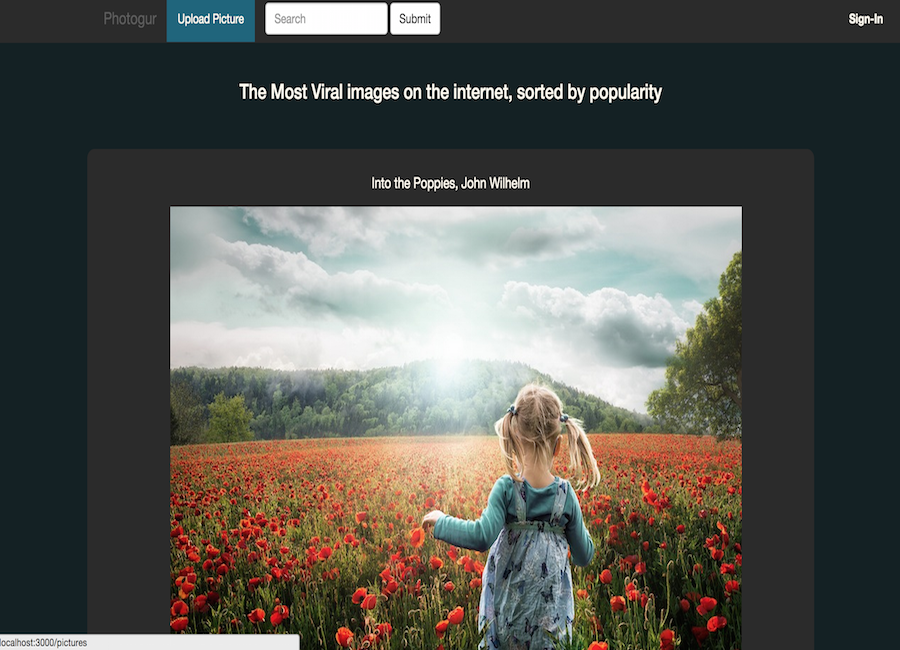 Photogur Upload Picture Search Submit Sign-In
The Most Viral images on the internet, sorted by popularity
Into the Poppies, John Wilhelm
localhost:3000/pictures